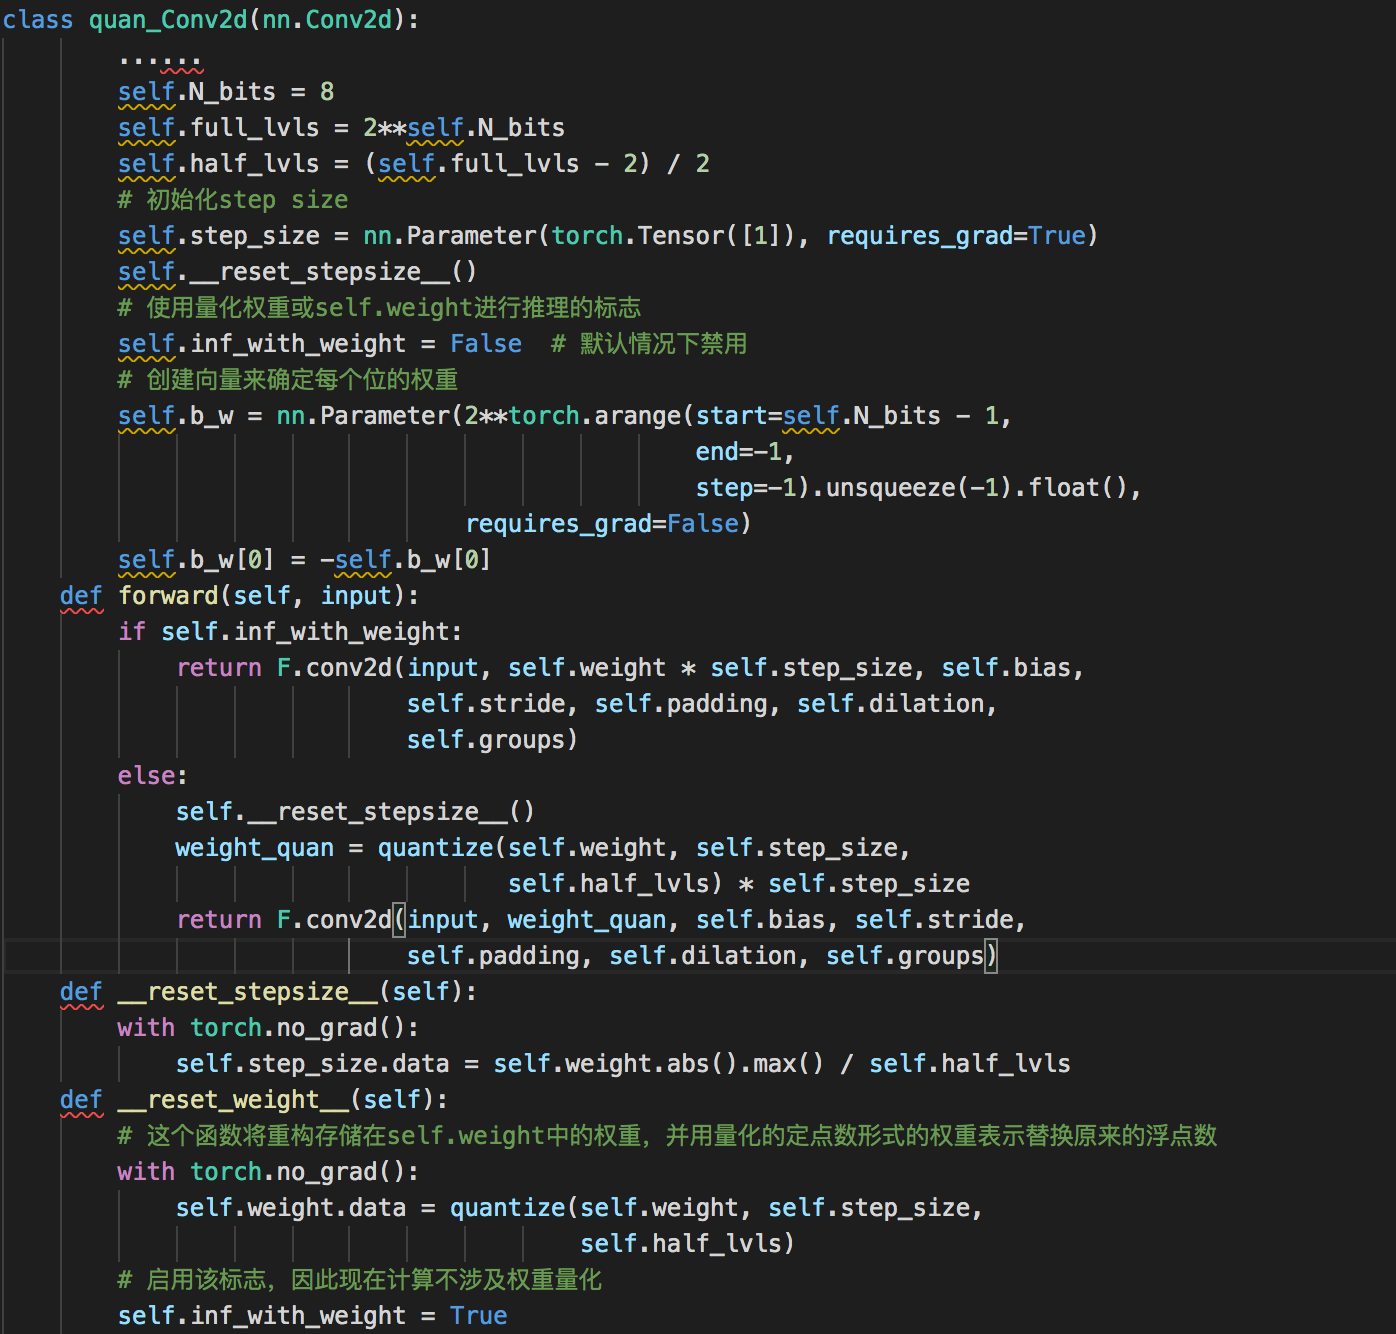 class quan_Conv2d(nn.Conv2d):
        ......
        self.N_bits = 8
        self.full_lvls = 2**self.N_bits
        self.half_lvls = (self.full_lvls - 2) / 2
        # 初始化step size
        self.step_size = nn.Parameter(torch.Tensor([1]), requires_grad=True)
        self.__reset_stepsize__()
        # 使用量化权重或self.weight进行推理的标志
        self.inf_with_weight = False  # 默认情况下禁用
        # 创建向量来确定每个位的权重
        self.b_w = nn.Parameter(2**torch.arange(start=self.N_bits - 1,
                                                end=-1,
                                                step=-1).unsqueeze(-1).float(),
                                requires_grad=False)
        self.b_w[0] = -self.b_w[0]
    def forward(self, input):
        if self.inf_with_weight:
            return F.conv2d(input, self.weight * self.step_size, self.bias,
                            self.stride, self.padding, self.dilation,
                            self.groups)
        else:
            self.__reset_stepsize__()
            weight_quan = quantize(self.weight, self.step_size,
                                   self.half_lvls) * self.step_size
            return F.conv2d(input, weight_quan, self.bias, self.stride,
                            self.padding, self.dilation, self.groups)
    def __reset_stepsize__(self):
        with torch.no_grad():
            self.step_size.data = self.weight.abs().max() / self.half_lvls
    def __reset_weight__(self):
        # 这个函数将重构存储在self.weight中的权重，并用量化的定点数形式的权重表示替换原来的浮点数
        with torch.no_grad():
            self.weight.data = quantize(self.weight, self.step_size,
                                        self.half_lvls)
        # 启用该标志，因此现在计算不涉及权重量化
        self.inf_with_weight = True